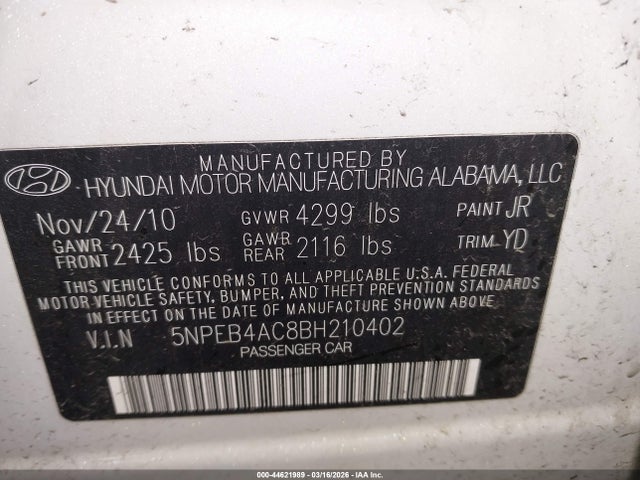 MANUFACTURED BY
HYUNDAI MOTOR MANUFACTURING ALABAMA, LLC
Nov/24/10 GVWR 4299 lbs PAINT JR
GAWR FRONT 2425 lbs GAWR REAR 2116 lbs TRIM YD
THIS VEHICLE CONFORMS TO ALL APPLICABLE U.S.A. FEDERAL
MOTOR VEHICLE SAFETY, BUMPER, AND THEFT PREVENTION STANDARDS
IN EFFECT ON THE DATE OF MANUFACTURE SHOWN ABOVE.
V.I.N 5NPEB4AC8BH210402
PASSENGER CAR
000-44621989 - 03/16/2026 - IAA Inc.